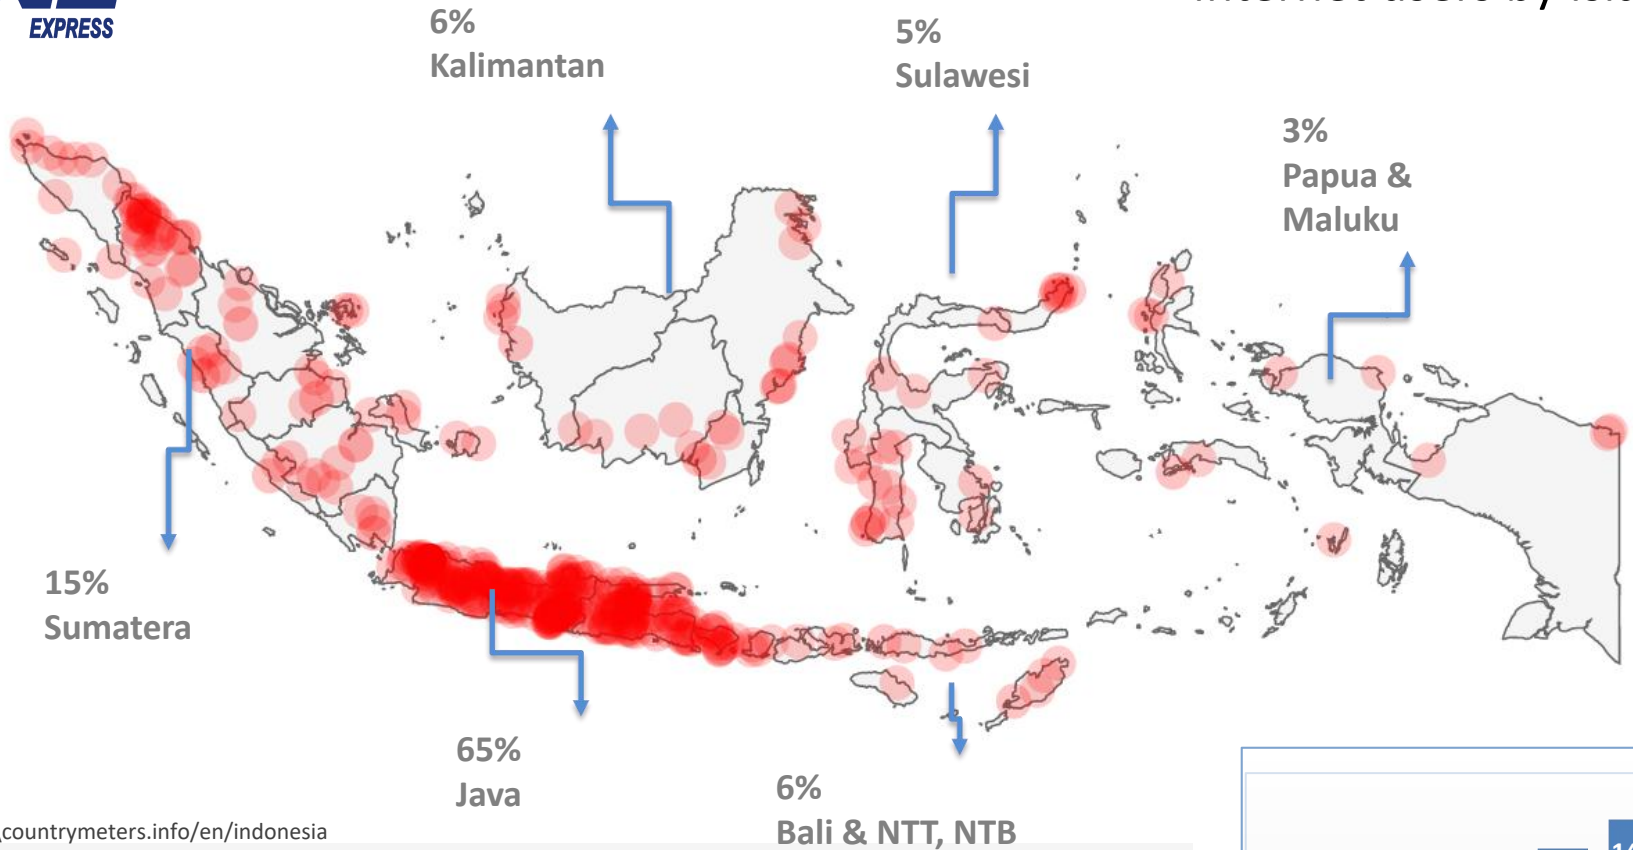 EXPRESS
6%
Kalimantan
5%
Sulawesi
3%
Papua &
Maluku
15%
Sumatera
65%
Java
6%
Bali & NTT, NTB
countrymeters.info/en/indonesia